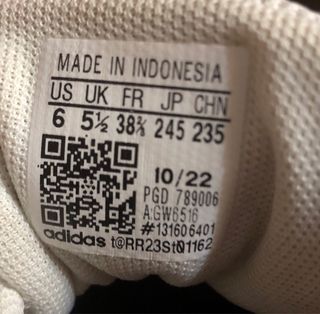 MADE IN INDONESIA
US UK FR JP CHN
6 5½ 38⅔ 245 235
10/22
PGD 789006
A:GW6516
#131606401
adidas t@RR23St01162